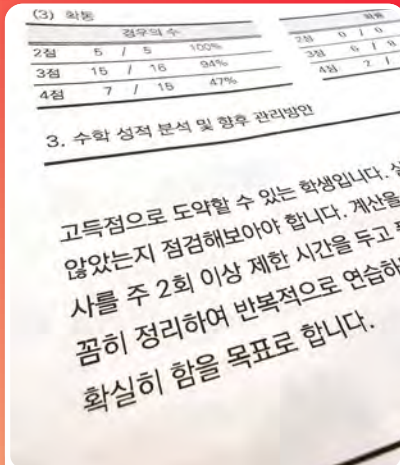 (3) 확통
경우의 수
2점 5 / 5 100%
3점 15 / 16 94%
4점 7 / 15 47%
확률
2점 0 / 0
3점 6 /
4점 2 /
3. 수학 성적 분석 및 향후 관리방안
고득점으로 도약할 수 있는 학생입니다.
않았는지 점검해보아야 합니다. 계산을
사를 주 2회 이상 제한 시간을 두고
꼼히 정리하여 반복적으로 연습하
확실히 함을 목표로 합니다.